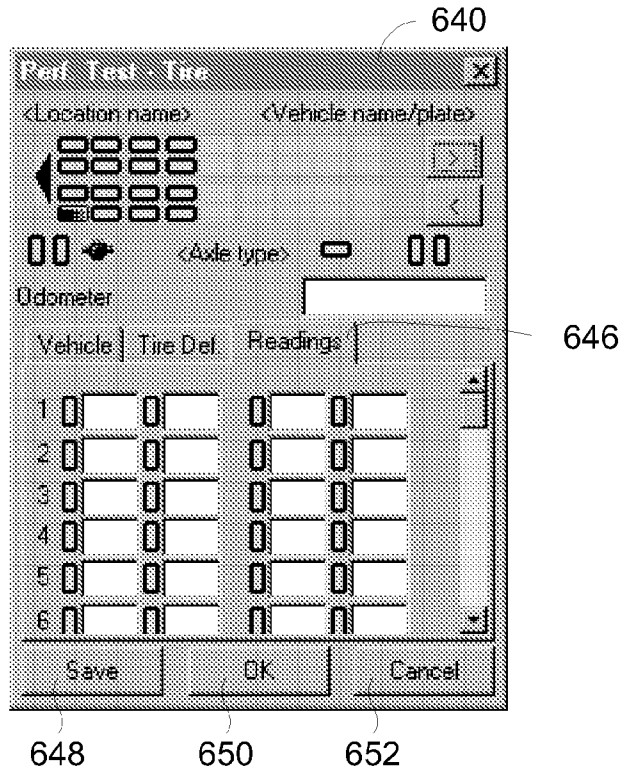 640
Perf. Test - Tire
<Location name> <Vehicle name/plate>
>
<
<Axle type>
Odometer
646
Vehicle Tire Def. Readings
1
2
3
4
5
6
Save OK Cancel
648 650 652